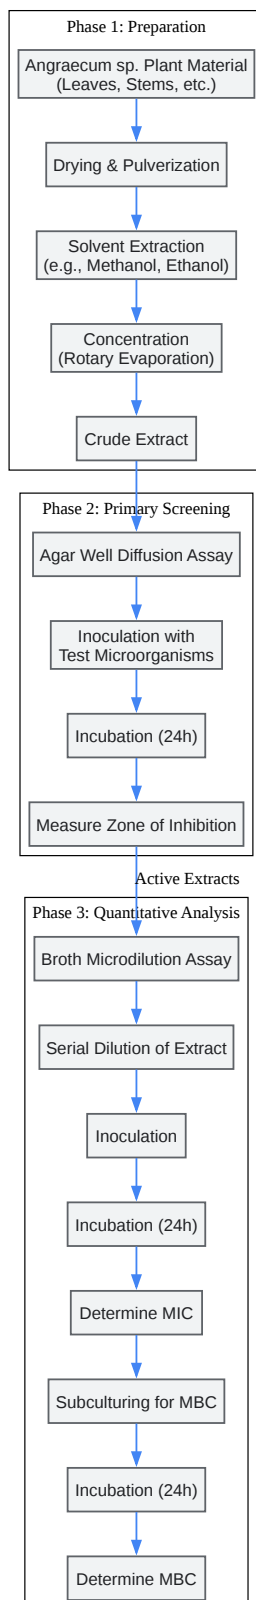 Phase 1: Preparation
Angraecum sp. Plant Material
(Leaves, Stems, etc.)
Drying & Pulverization
Solvent Extraction
(e.g., Methanol, Ethanol)
Concentration
(Rotary Evaporation)
Crude Extract
Phase 2: Primary Screening
Agar Well Diffusion Assay
Inoculation with
Test Microorganisms
Incubation (24h)
Measure Zone of Inhibition
Active Extracts
Phase 3: Quantitative Analysis
Broth Microdilution Assay
Serial Dilution of Extract
Inoculation
Incubation (24h)
Determine MIC
Subculturing for MBC
Incubation (24h)
Determine MBC